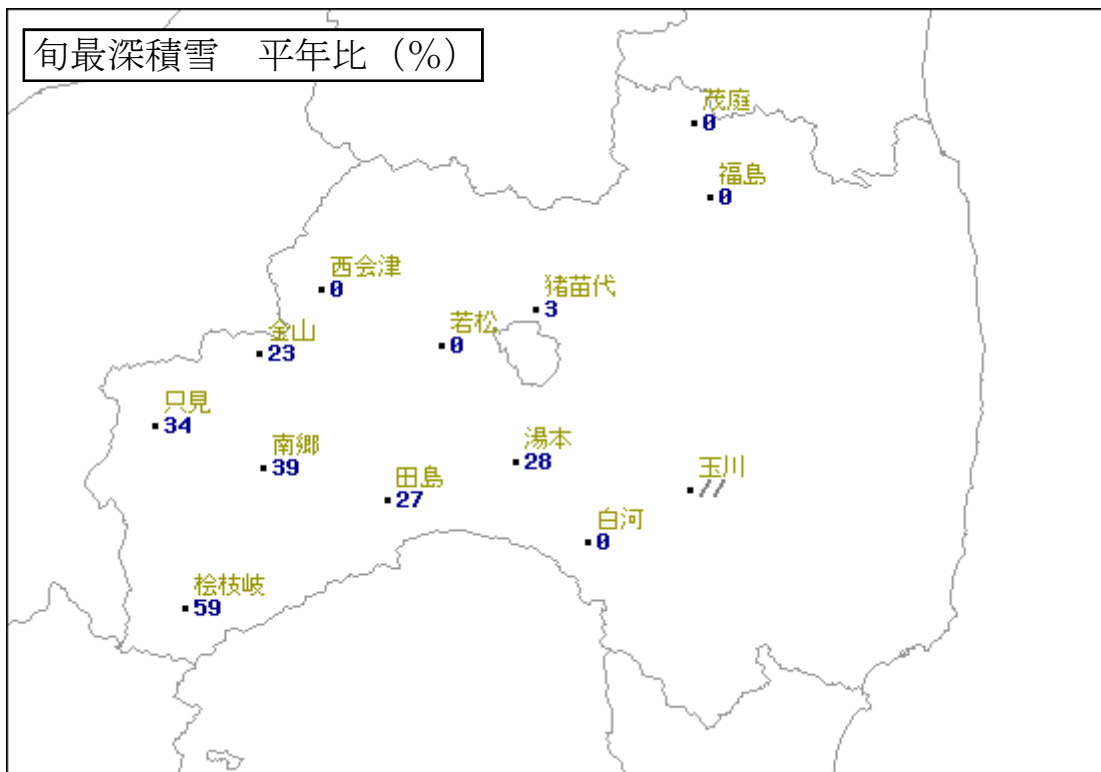 旬最深積雪　平年比（％）
茂庭
0
福島
0
西会津
0
猪苗代
3
金山
23
若松
0
只見
34
南郷
39
湯本
28
田島
27
玉川
//
白河
0
桧枝岐
59